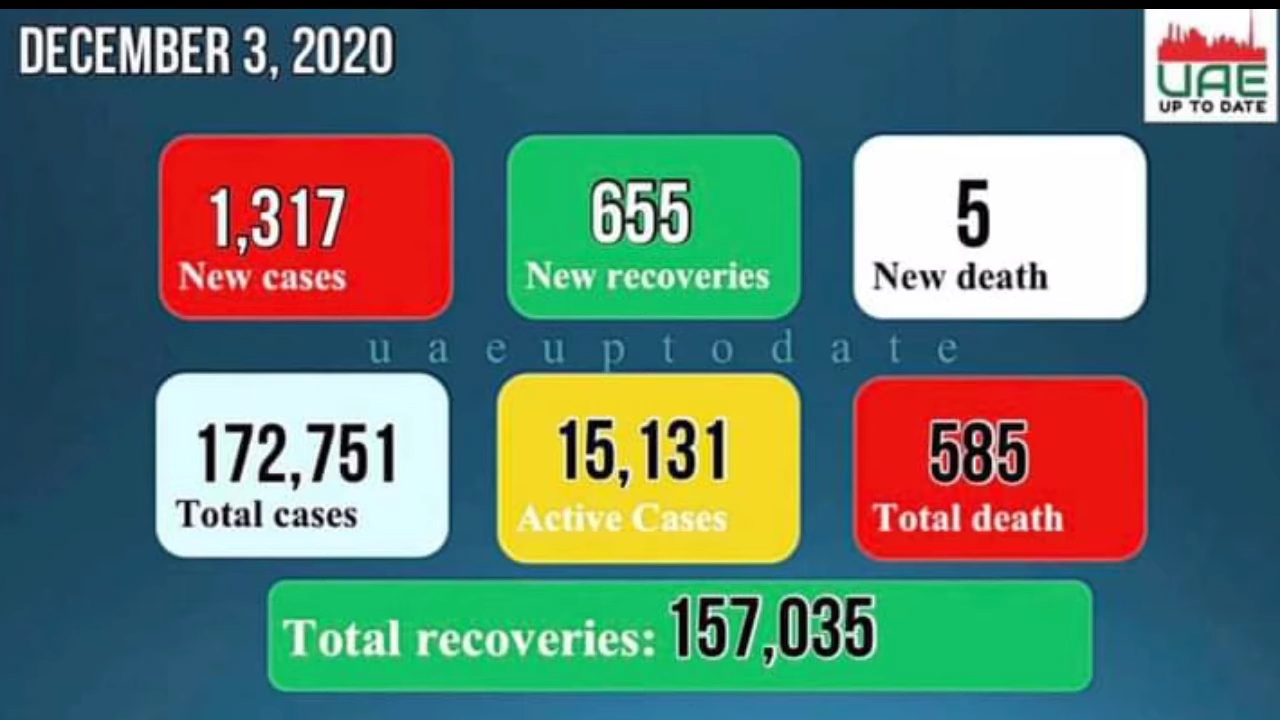 DECEMBER 3, 2020
UAE
UP TO DATE
1,317
New cases
655
New recoveries
5
New death
uaeuptodate
172,751
Total cases
15,131
Active Cases
585
Total death
Total recoveries: 157,035